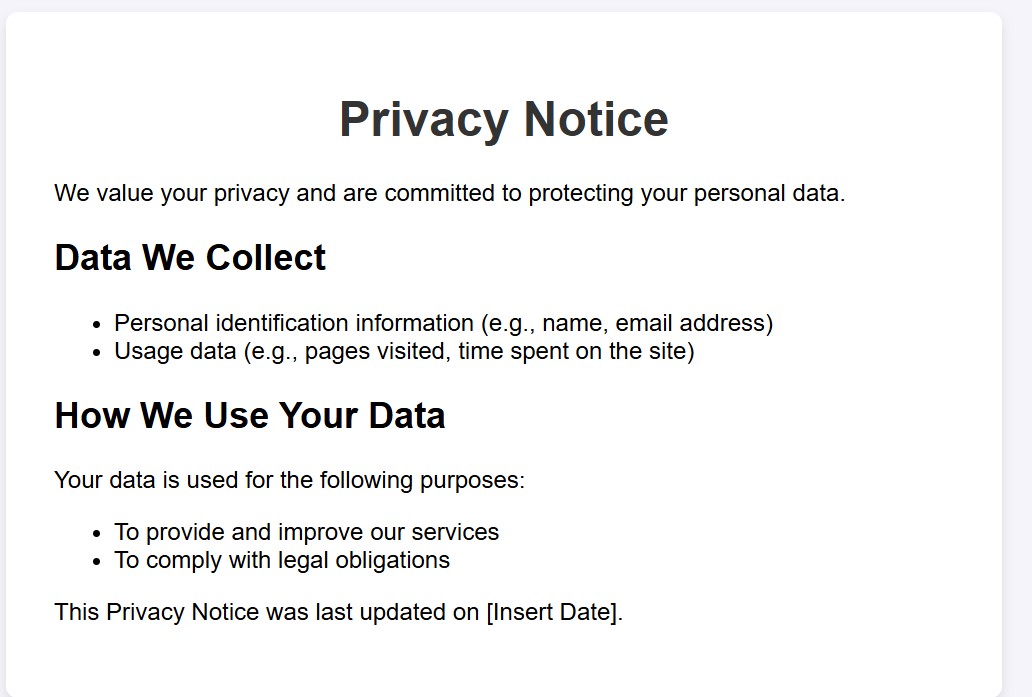 Privacy Notice
We value your privacy and are committed to protecting your personal data.
Data We Collect
• Personal identification information (e.g., name, email address)
• Usage data (e.g., pages visited, time spent on the site)
How We Use Your Data
Your data is used for the following purposes:
• To provide and improve our services
• To comply with legal obligations
This Privacy Notice was last updated on [Insert Date].